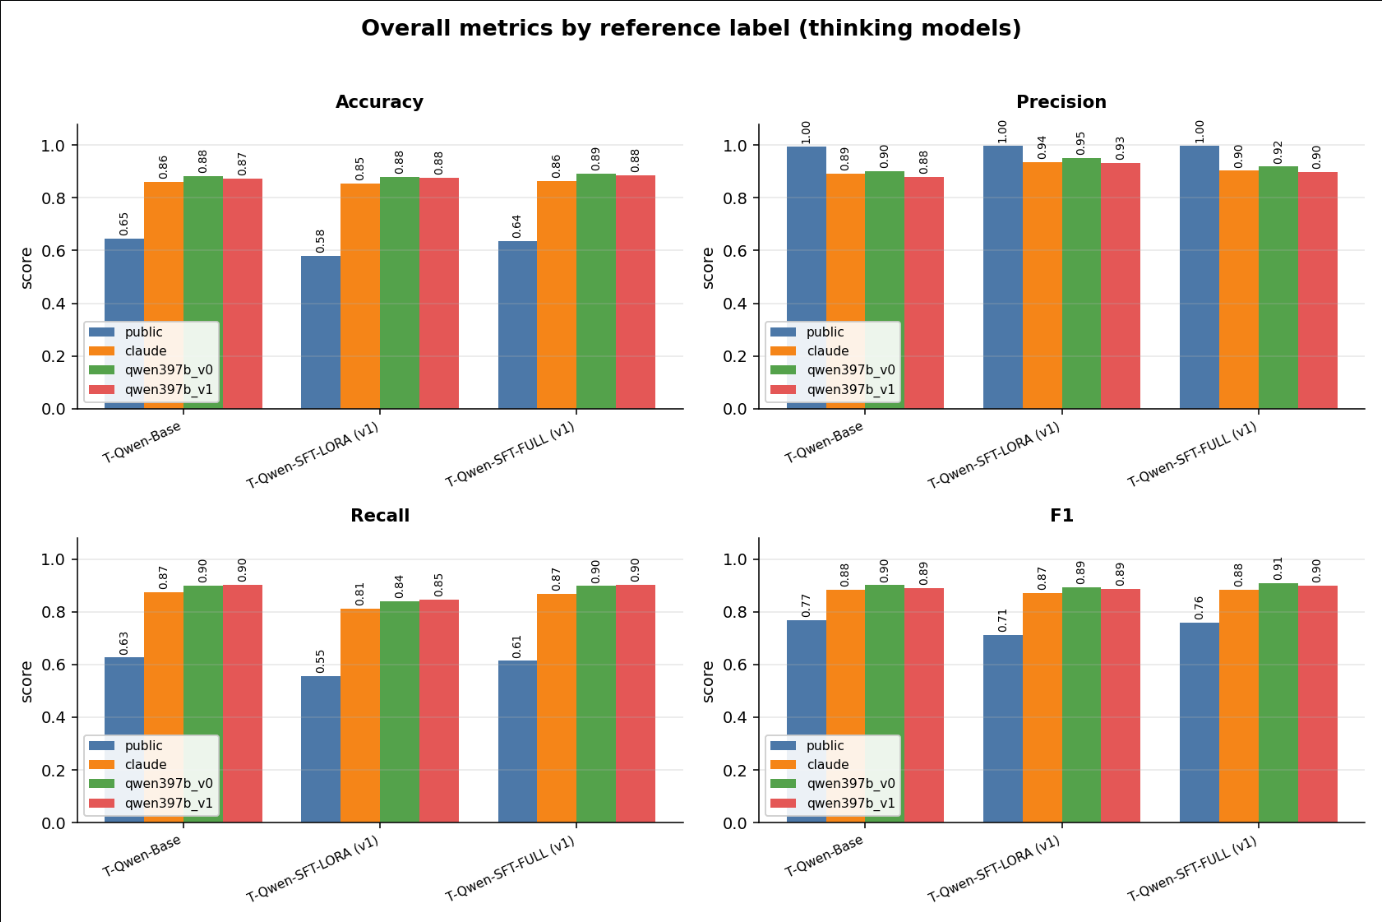 Overall metrics by reference label (thinking models)
Accuracy
score
1.0
0.8
0.6
0.4
0.2
0.0
0.65
0.86
0.88
0.87
0.58
0.85
0.88
0.88
0.64
0.86
0.89
0.88
public
claude
qwen397b_v0
qwen397b_v1
T-Qwen-Base
T-Qwen-SFT-LORA (v1)
T-Qwen-SFT-FULL (v1)
Precision
score
1.0
0.8
0.6
0.4
0.2
0.0
1.00
0.89
0.90
0.88
1.00
0.94
0.95
0.93
1.00
0.90
0.92
0.90
public
claude
qwen397b_v0
qwen397b_v1
T-Qwen-Base
T-Qwen-SFT-LORA (v1)
T-Qwen-SFT-FULL (v1)
Recall
score
1.0
0.8
0.6
0.4
0.2
0.0
0.63
0.87
0.90
0.90
0.55
0.81
0.84
0.85
0.61
0.87
0.90
0.90
public
claude
qwen397b_v0
qwen397b_v1
T-Qwen-Base
T-Qwen-SFT-LORA (v1)
T-Qwen-SFT-FULL (v1)
F1
score
1.0
0.8
0.6
0.4
0.2
0.0
0.77
0.88
0.90
0.89
0.71
0.87
0.89
0.89
0.76
0.88
0.91
0.90
public
claude
qwen397b_v0
qwen397b_v1
T-Qwen-Base
T-Qwen-SFT-LORA (v1)
T-Qwen-SFT-FULL (v1)